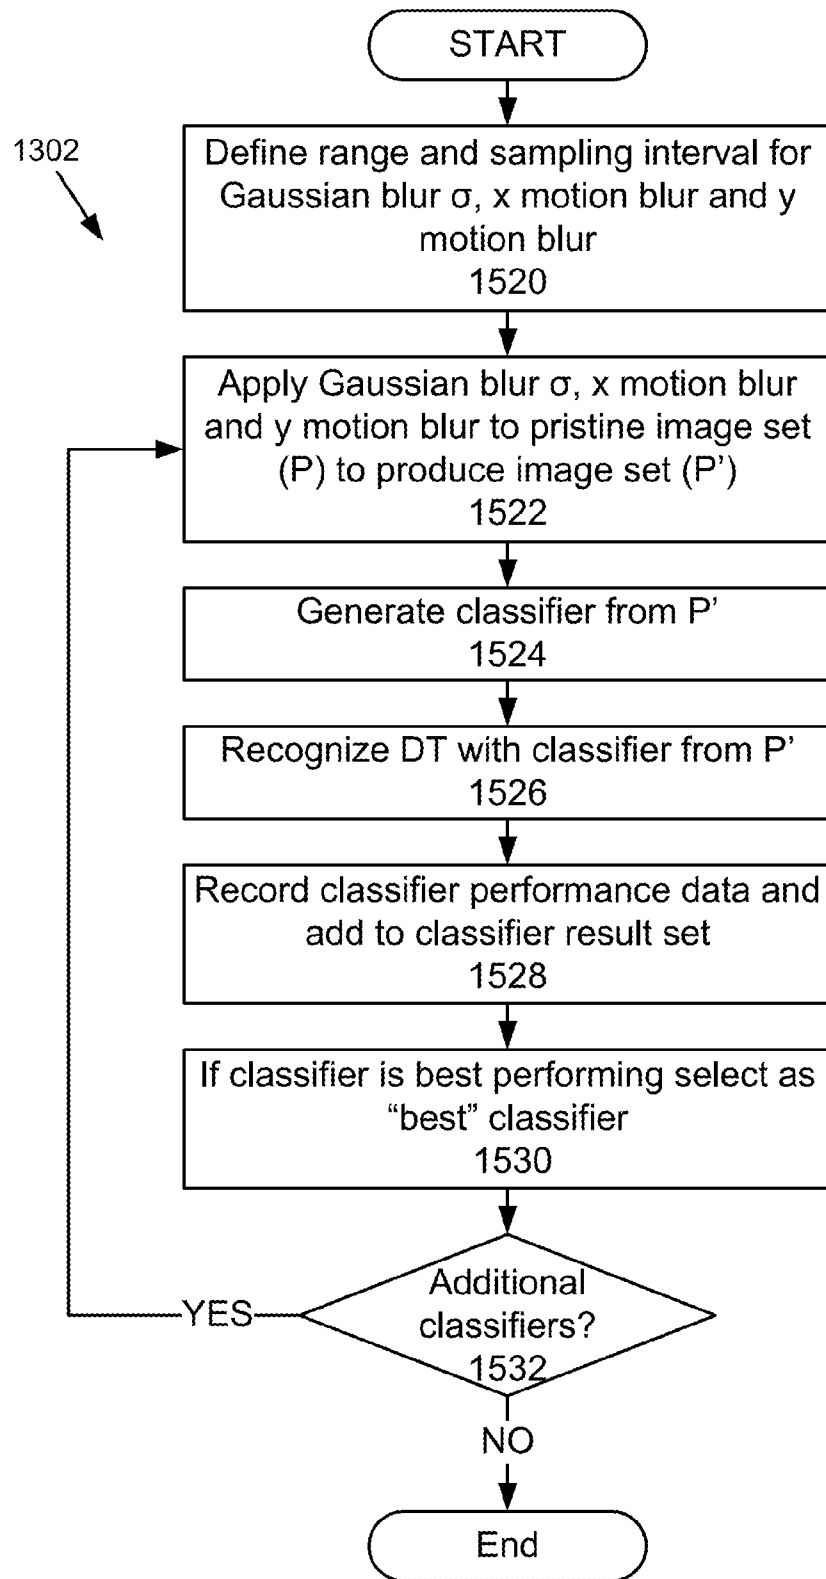 START
1302
Define range and sampling interval for
Gaussian blur σ, x motion blur and y
motion blur
1520
Apply Gaussian blur σ, x motion blur
and y motion blur to pristine image set
(P) to produce image set (P’)
1522
Generate classifier from P’
1524
Recognize DT with classifier from P’
1526
Record classifier performance data and
add to classifier result set
1528
If classifier is best performing select as
“best” classifier
1530
Additional
classifiers?
1532
YES
NO
End